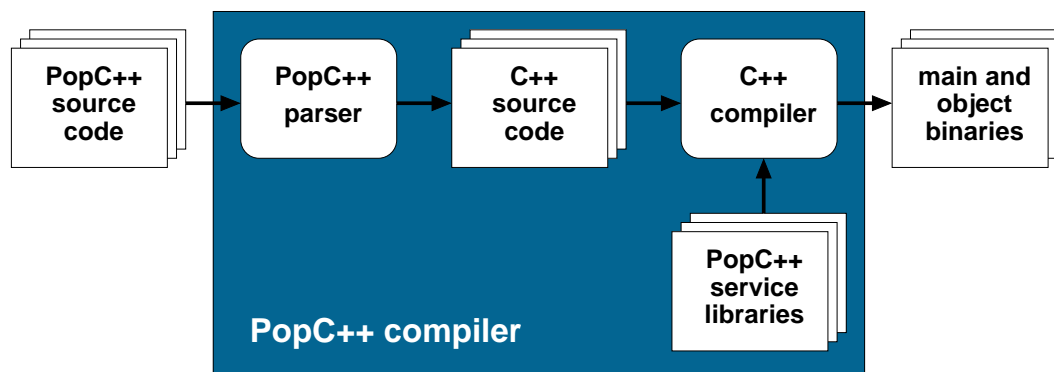 PopC++
source
code
PopC++
parser
C++
source
code
C++
compiler
main and
object
binaries
PopC++
service
libraries
PopC++ compiler